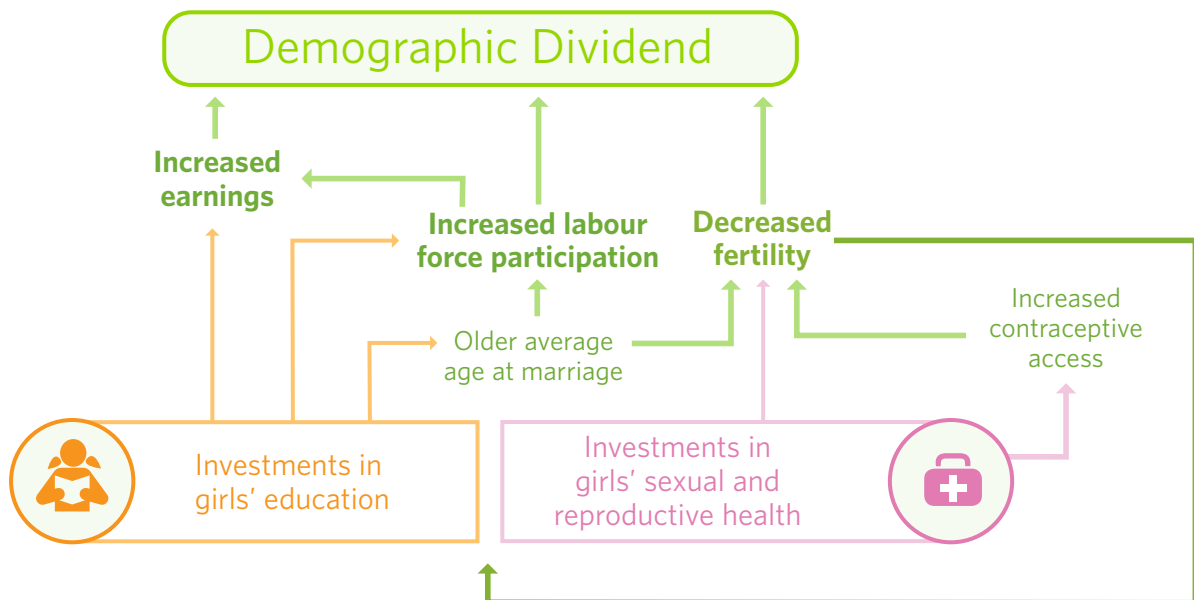 Demographic Dividend
Increased
earnings
Increased labour
force participation
Decreased
fertility
Older average
age at marriage
Increased
contraceptive
access
Investments in
girls’ education
Investments in
girls’ sexual and
reproductive health